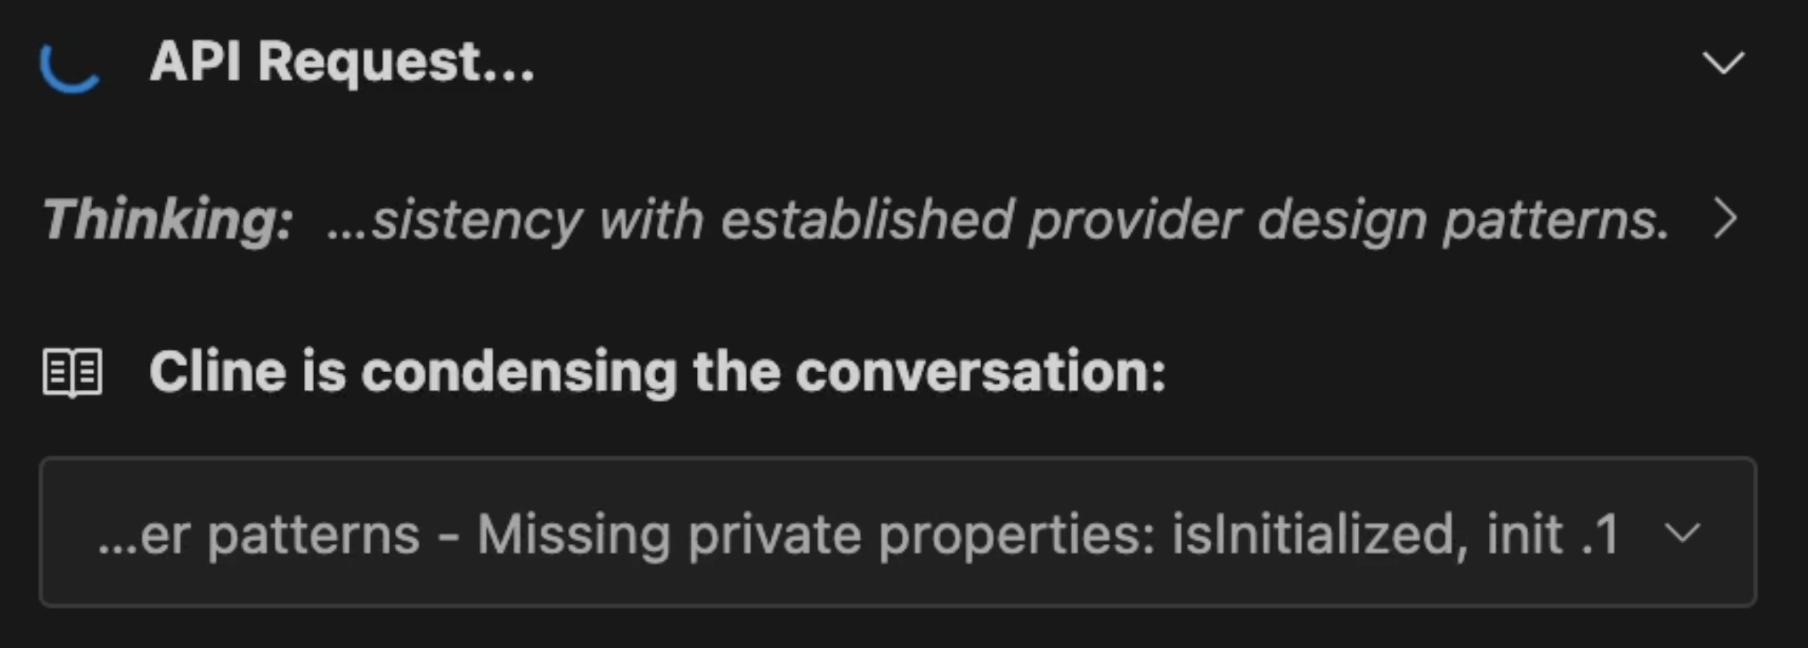 API Request...
Thinking: ...sistency with established provider design patterns.
Cline is condensing the conversation:
...er patterns - Missing private properties: isInitialized, init .1